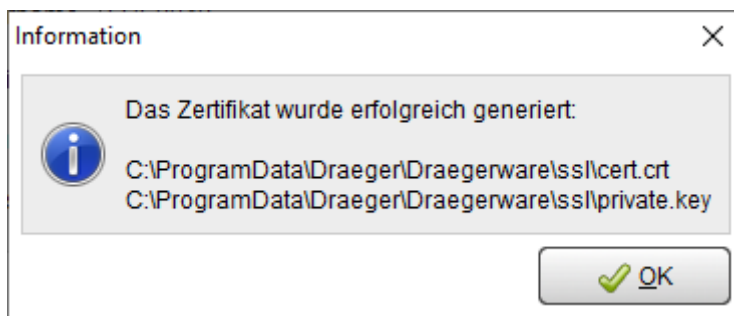 Information
Das Zertifikat wurde erfolgreich generiert:
C:\ProgramData\Draeger\Draegerware\ssl\cert.crt
C:\ProgramData\Draeger\Draegerware\ssl\private.key
OK